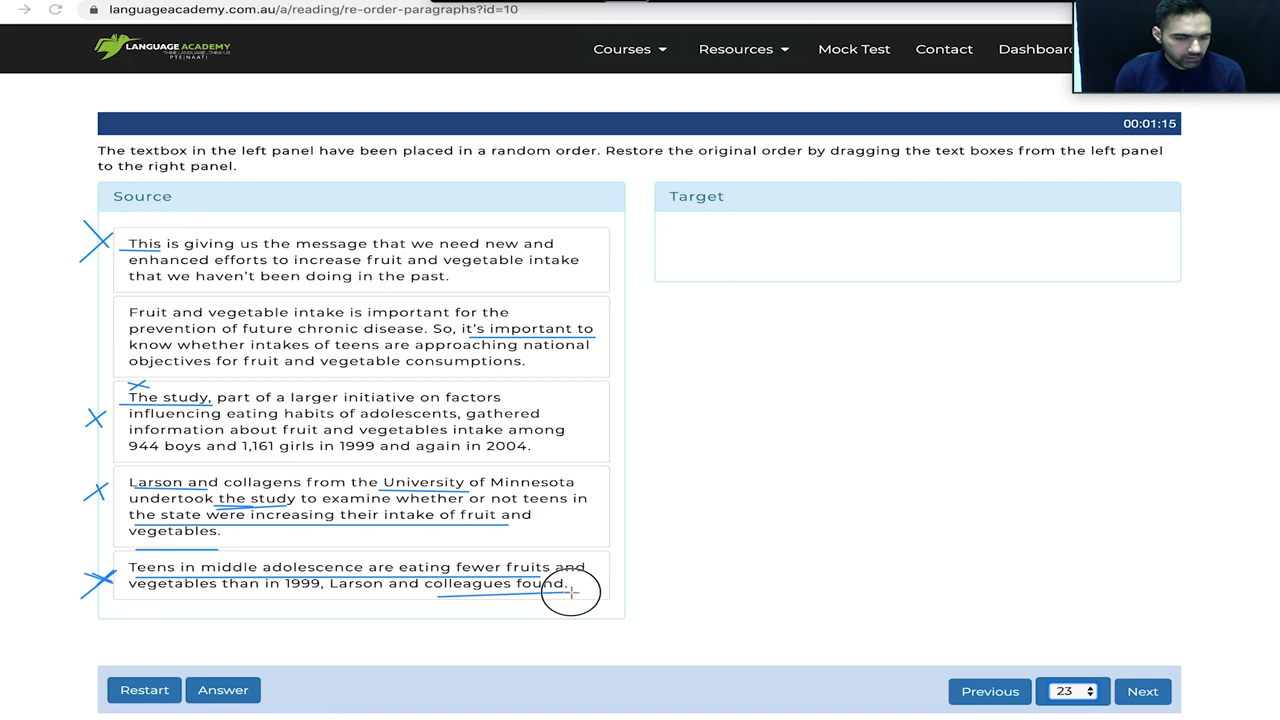 languageacademy.com.au/a/reading/re-order-paragraphs?id=10
LANGUAGE ACADEMY
THINK LANGUAGE - THINK US
PTE|NAATI
Courses
Resources
Mock Test
Contact
Dashboard
00:01:15
The textbox in the left panel have been placed in a random order. Restore the original order by dragging the text boxes from the left panel
to the right panel.
Source
Target
This is giving us the message that we need new and
enhanced efforts to increase fruit and vegetable intake
that we haven't been doing in the past.
Fruit and vegetable intake is important for the
prevention of future chronic disease. So, it's important to
know whether intakes of teens are approaching national
objectives for fruit and vegetable consumptions.
The study, part of a larger initiative on factors
influencing eating habits of adolescents, gathered
information about fruit and vegetables intake among
944 boys and 1,161 girls in 1999 and again in 2004.
Larson and collagens from the University of Minnesota
undertook the study to examine whether or not teens in
the state were increasing their intake of fruit and
vegetables.
Teens in middle adolescence are eating fewer fruits and
vegetables than in 1999, Larson and colleagues found.
Restart
Answer
Previous
23
Next